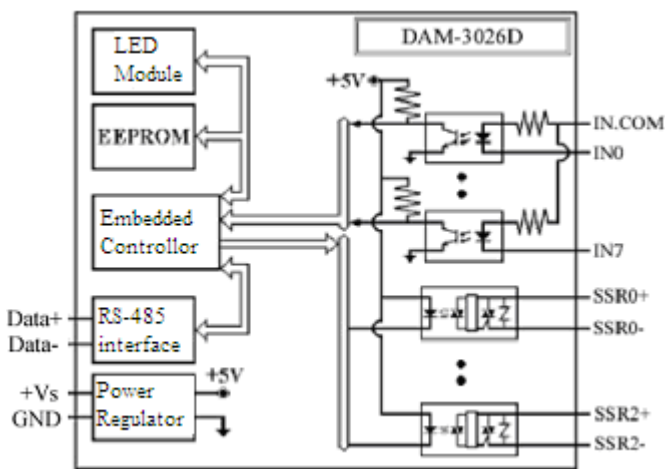 DAM-3026D
LED
Module
EEPROM
Embedded
Controllor
RS-485
interface
Power
Regulator
Data+
Data-
+Vs
GND
+5V
+5V
IN.COM
IN0
IN7
SSR0+
SSR0-
SSR2+
SSR2-